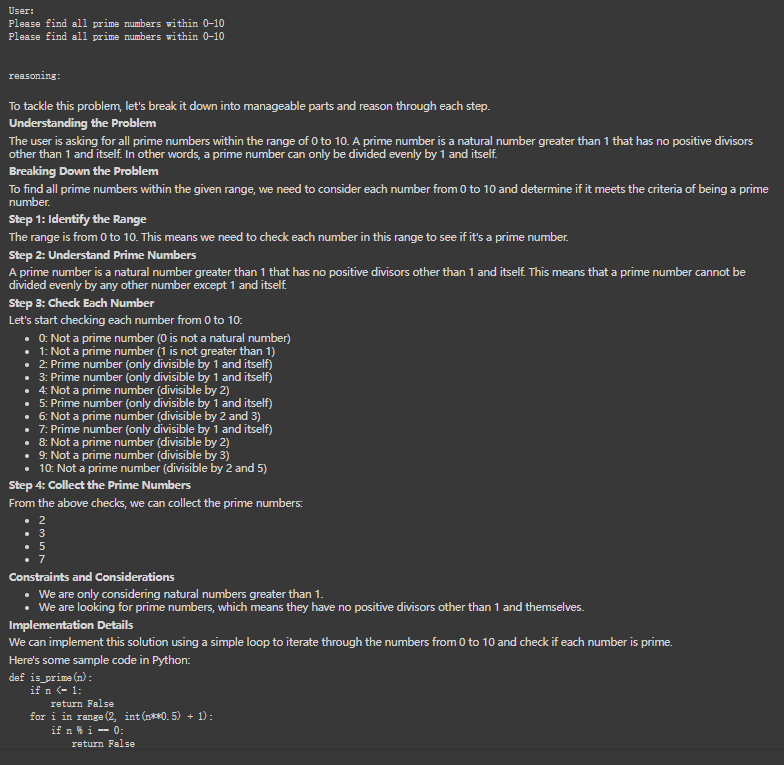 User:
Please find all prime numbers within 0-10
Please find all prime numbers within 0-10
reasoning:
To tackle this problem, let's break it down into manageable parts and reason through each step.
Understanding the Problem
The user is asking for all prime numbers within the range of 0 to 10. A prime number is a natural number greater than 1 that has no positive divisors
other than 1 and itself. In other words, a prime number can only be divided evenly by 1 and itself.
Breaking Down the Problem
To find all prime numbers within the given range, we need to consider each number from 0 to 10 and determine if it meets the criteria of being a prime
number.
Step 1: Identify the Range
The range is from 0 to 10. This means we need to check each number in this range to see if it's a prime number.
Step 2: Understand Prime Numbers
A prime number is a natural number greater than 1 that has no positive divisors other than 1 and itself. This means that a prime number cannot be
divided evenly by any other number except 1 and itself.
Step 3: Check Each Number
Let's start checking each number from 0 to 10:
• 0: Not a prime number (0 is not a natural number)
• 1: Not a prime number (1 is not greater than 1)
• 2: Prime number (only divisible by 1 and itself)
• 3: Prime number (only divisible by 1 and itself)
• 4: Not a prime number (divisible by 2)
• 5: Prime number (only divisible by 1 and itself)
• 6: Not a prime number (divisible by 2 and 3)
• 7: Prime number (only divisible by 1 and itself)
• 8: Not a prime number (divisible by 2)
• 9: Not a prime number (divisible by 3)
• 10: Not a prime number (divisible by 2 and 5)
Step 4: Collect the Prime Numbers
From the above checks, we can collect the prime numbers:
• 2
• 3
• 5
• 7
Constraints and Considerations
• We are only considering natural numbers greater than 1.
• We are looking for prime numbers, which means they have no positive divisors other than 1 and themselves.
Implementation Details
We can implement this solution using a simple loop to iterate through the numbers from 0 to 10 and check if each number is prime.
Here's some sample code in Python:
def is_prime(n):
    if n <= 1:
        return False
    for i in range(2, int(n**0.5) + 1):
        if n % i == 0:
            return False